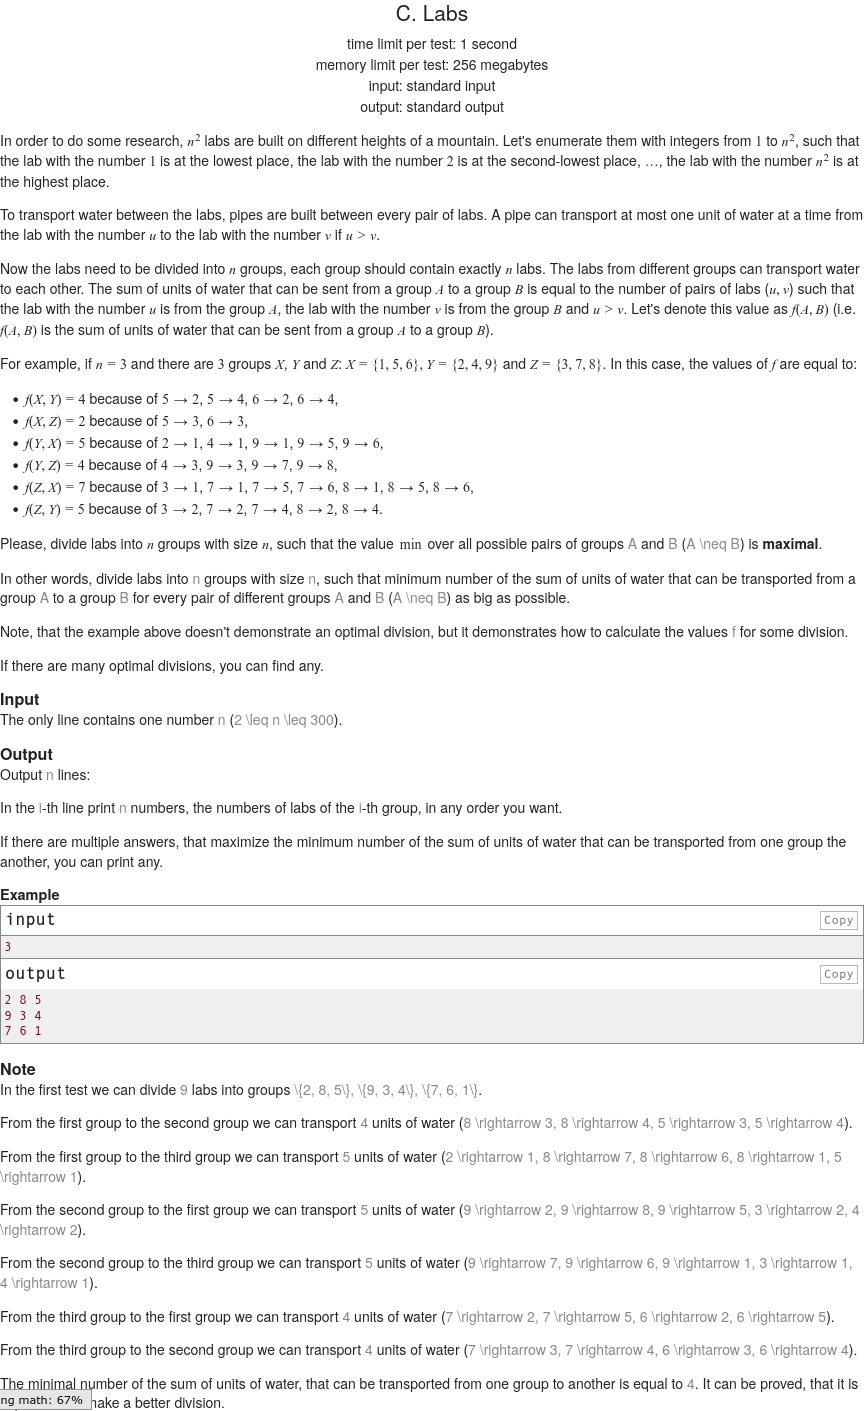 C. Labs
time limit per test: 1 second
memory limit per test: 256 megabytes
input: standard input
output: standard output
In order to do some research, n² labs are built on different heights of a mountain. Let's enumerate them with integers from 1 to n², such that
the lab with the number 1 is at the lowest place, the lab with the number 2 is at the second-lowest place, ..., the lab with the number n² is at
the highest place.
To transport water between the labs, pipes are built between every pair of labs. A pipe can transport at most one unit of water at a time from
the lab with the number u to the lab with the number v if u > v.
Now the labs need to be divided into n groups, each group should contain exactly n labs. The labs from different groups can transport water
to each other. The sum of units of water that can be sent from a group A to a group B is equal to the number of pairs of labs (u, v) such that
the lab with the number u is from the group A, the lab with the number v is from the group B and u > v. Let's denote this value as f(A, B) (i.e.
f(A, B) is the sum of units of water that can be sent from a group A to a group B).
For example, if n = 3 and there are 3 groups X, Y and Z: X = {1, 5, 6}, Y = {2, 4, 9} and Z = {3, 7, 8}. In this case, the values of f are equal to:
• f(X, Y) = 4 because of 5 → 2, 5 → 4, 6 → 2, 6 → 4,
• f(X, Z) = 2 because of 5 → 3, 6 → 3,
• f(Y, X) = 5 because of 2 → 1, 4 → 1, 9 → 1, 9 → 5, 9 → 6,
• f(Y, Z) = 4 because of 4 → 3, 9 → 3, 9 → 7, 9 → 8,
• f(Z, X) = 7 because of 3 → 1, 7 → 1, 7 → 5, 7 → 6, 8 → 1, 8 → 5, 8 → 6,
• f(Z, Y) = 5 because of 3 → 2, 7 → 2, 7 → 4, 8 → 2, 8 → 4.
Please, divide labs into n groups with size n, such that the value min over all possible pairs of groups A and B (A \neq B) is maximal.
In other words, divide labs into n groups with size n, such that minimum number of the sum of units of water that can be transported from a
group A to a group B for every pair of different groups A and B (A \neq B) as big as possible.
Note, that the example above doesn't demonstrate an optimal division, but it demonstrates how to calculate the values f for some division.
If there are many optimal divisions, you can find any.
Input
The only line contains one number n (2 \leq n \leq 300).
Output
Output n lines:
In the i-th line print n numbers, the numbers of labs of the i-th group, in any order you want.
If there are multiple answers, that maximize the minimum number of the sum of units of water that can be transported from one group the
another, you can print any.
Example
input Copy
3
output Copy
2 8 5
9 3 4
7 6 1
Note
In the first test we can divide 9 labs into groups \{2, 8, 5\}, \{9, 3, 4\}, \{7, 6, 1\}.
From the first group to the second group we can transport 4 units of water (8 \rightarrow 3, 8 \rightarrow 4, 5 \rightarrow 3, 5 \rightarrow 4).
From the first group to the third group we can transport 5 units of water (2 \rightarrow 1, 8 \rightarrow 7, 8 \rightarrow 6, 8 \rightarrow 1, 5
\rightarrow 1).
From the second group to the first group we can transport 5 units of water (9 \rightarrow 2, 9 \rightarrow 8, 9 \rightarrow 5, 3 \rightarrow 2, 4
\rightarrow 2).
From the second group to the third group we can transport 5 units of water (9 \rightarrow 7, 9 \rightarrow 6, 9 \rightarrow 1, 3 \rightarrow 1,
4 \rightarrow 1).
From the third group to the first group we can transport 4 units of water (7 \rightarrow 2, 7 \rightarrow 5, 6 \rightarrow 2, 6 \rightarrow 5).
From the third group to the second group we can transport 4 units of water (7 \rightarrow 3, 7 \rightarrow 4, 6 \rightarrow 3, 6 \rightarrow 4).
The minimal number of the sum of units of water, that can be transported from one group to another is equal to 4. It can be proved, that it is
ng math: 67% make a better division.